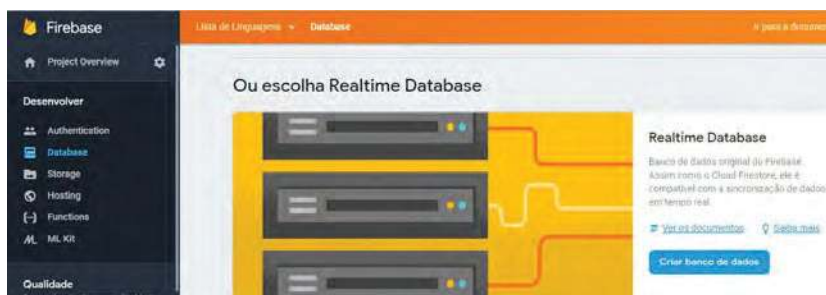 Firebase
Lista de Linguagens Database
Ir para a
Project Overview
Desenvolver
Authentication
Database
Storage
Hosting
Functions
ML Kit
Qualidade
Ou escolha Realtime Database
Realtime Database
Banco de dados original do Firebase.
Assim como o Cloud Firestore, ele é
compatível com a sincronização de dados
em tempo real.
Ver os documentos Saiba mais
Criar banco de dados